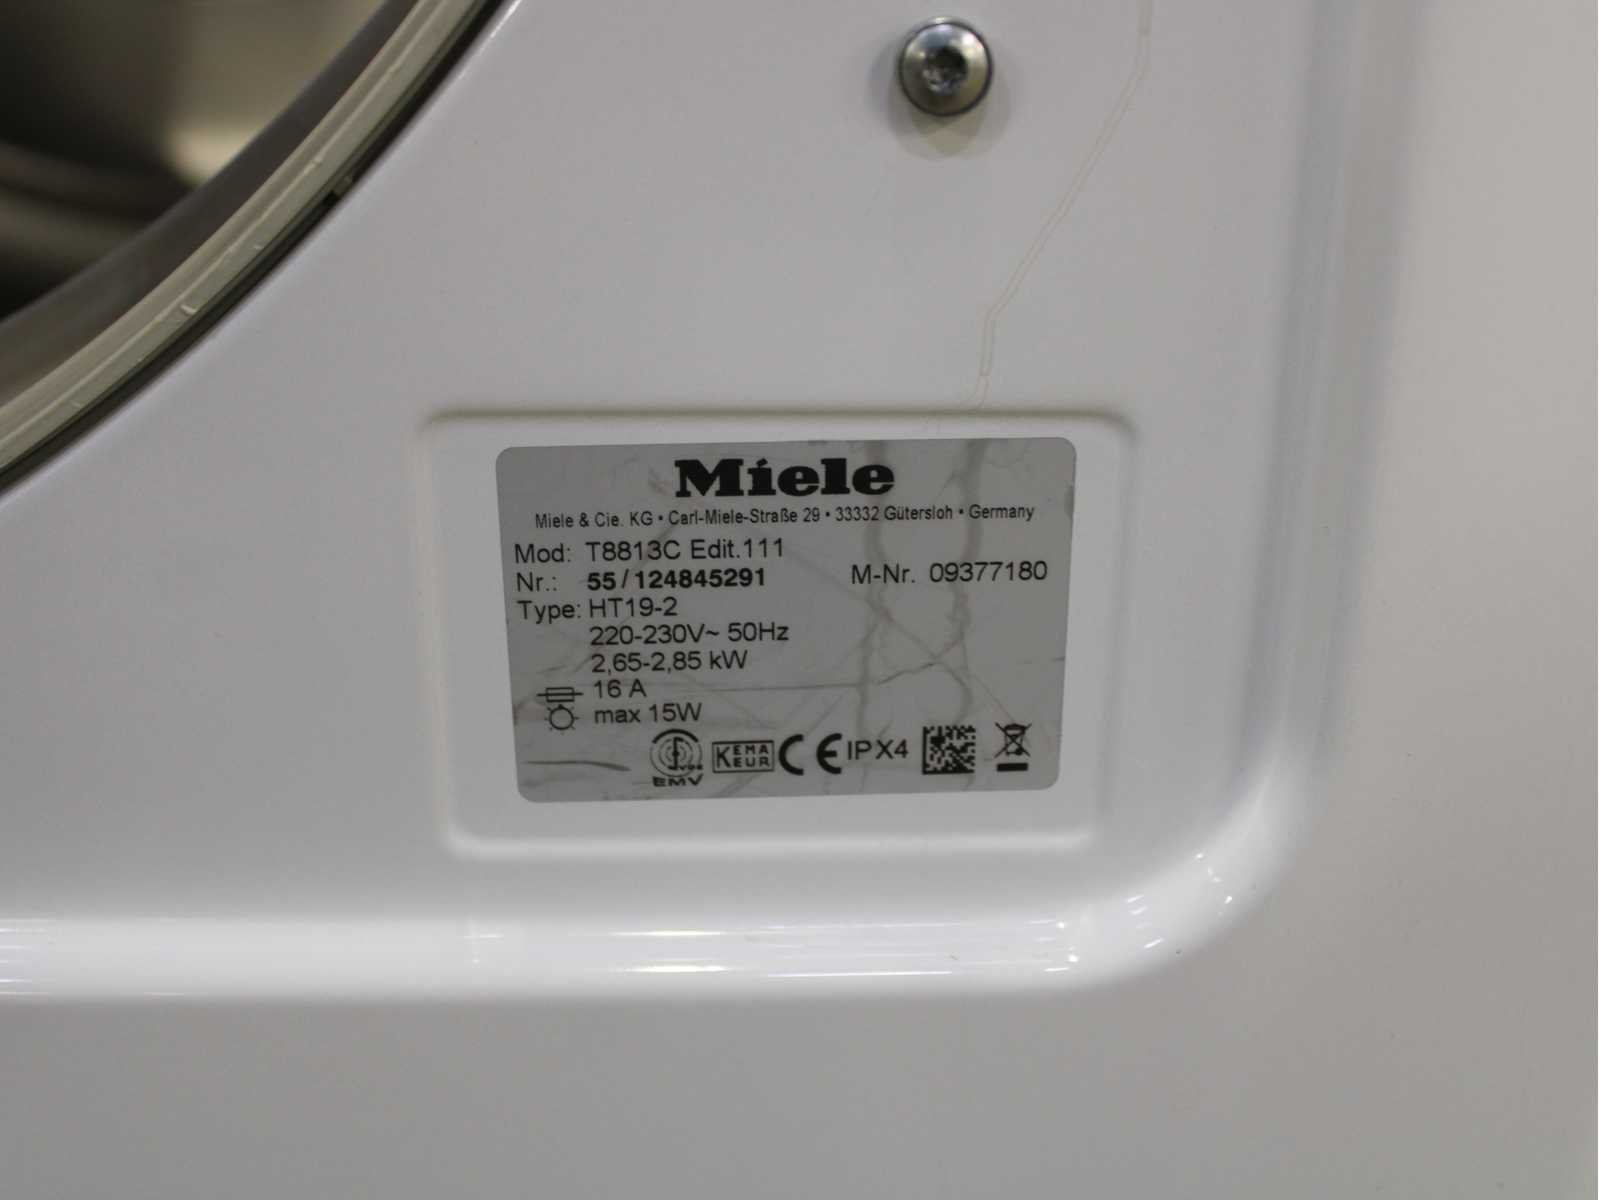 Miele
Miele & Cie. KG • Carl-Miele-Straße 29 • 33332 Gütersloh • Germany
Mod: T8813C Edit.111
Nr.: 55/124845291 M-Nr. 09377180
Type: HT19-2
220-230V~ 50Hz
2,65-2,85 kW
16 A
max 15W
EMV KEMA KEUR CE IPX4